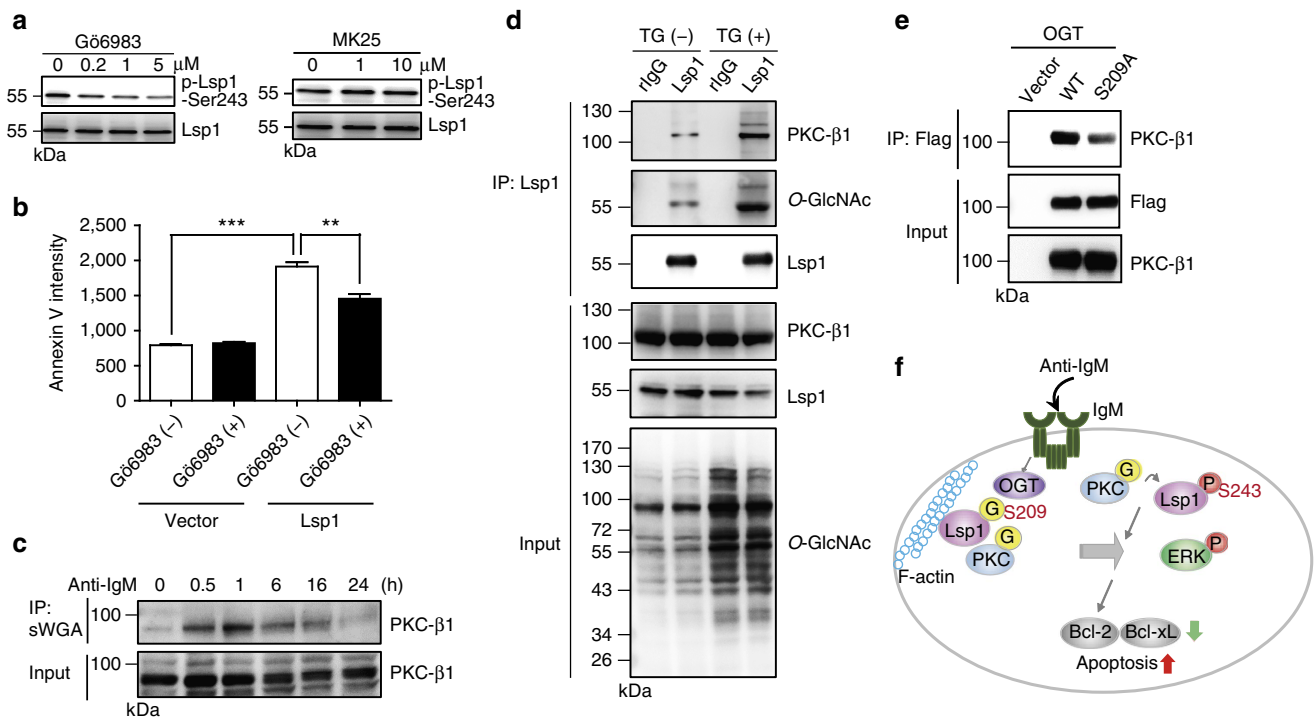 a
Gö6983
0 0.2 1 5 μM
55
p-Lsp1
-Ser243
55
Lsp1
kDa
MK25
0 1 10 μM
55
p-Lsp1
-Ser243
55
Lsp1
kDa
b
Annexin V intensity
2,500
2,000
1,500
1,000
500
0
***
**
Gö6983 (–)
Gö6983 (+)
Gö6983 (–)
Gö6983 (+)
Vector
Lsp1
c
Anti-IgM 0 0.5 1 6 16 24 (h)
IP:
sWGA
100
PKC-β1
Input
100
PKC-β1
kDa
d
TG (–) TG (+)
rIgG Lsp1 rIgG Lsp1
IP: Lsp1
130
100
PKC-β1
55
O-GlcNAc
55
Lsp1
Input
130
100
PKC-β1
55
Lsp1
170
130
100
72
55
43
34
26
O-GlcNAc
kDa
e
OGT
Vector WT S209A
IP: Flag
100
PKC-β1
Input
100
Flag
100
PKC-β1
kDa
f
Anti-IgM
IgM
OGT
G
S209
Lsp1
G
PKC
F-actin
G
PKC
P
S243
Lsp1
P
ERK
Bcl-2
Bcl-xL
Apoptosis